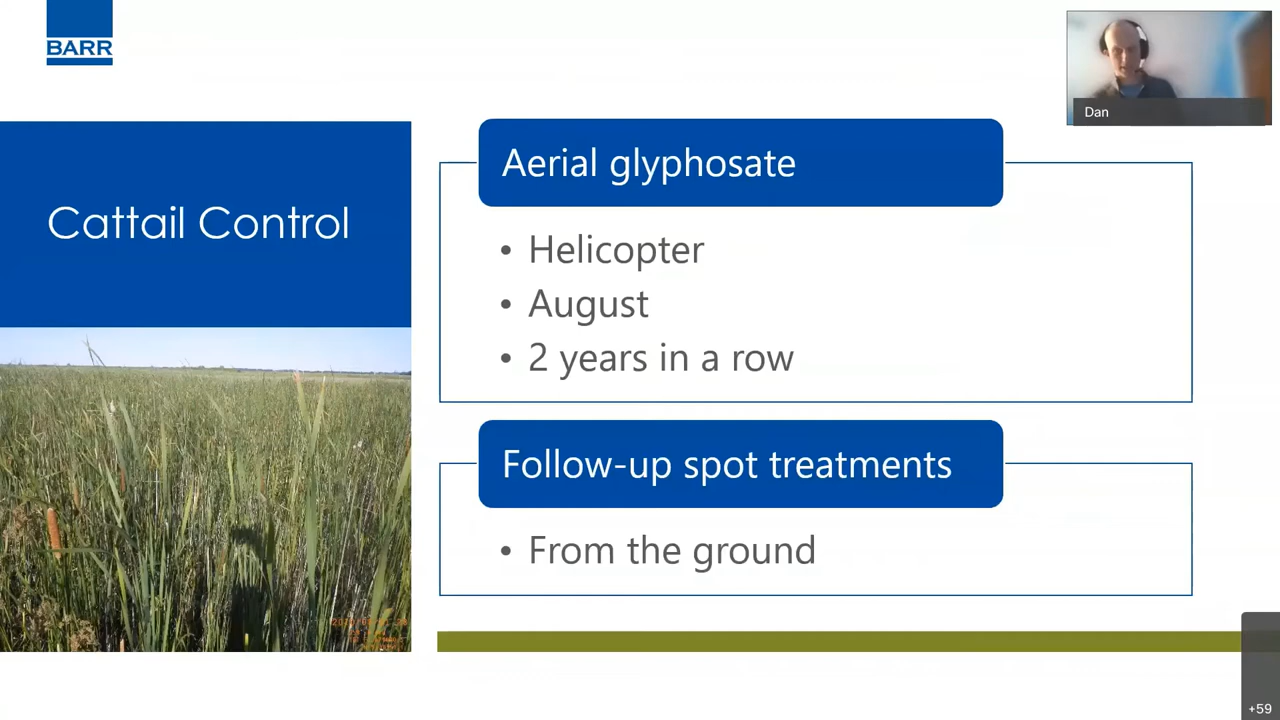 BARR
Dan
Cattail Control
Aerial glyphosate
• Helicopter
• August
• 2 years in a row
Follow-up spot treatments
• From the ground
+59